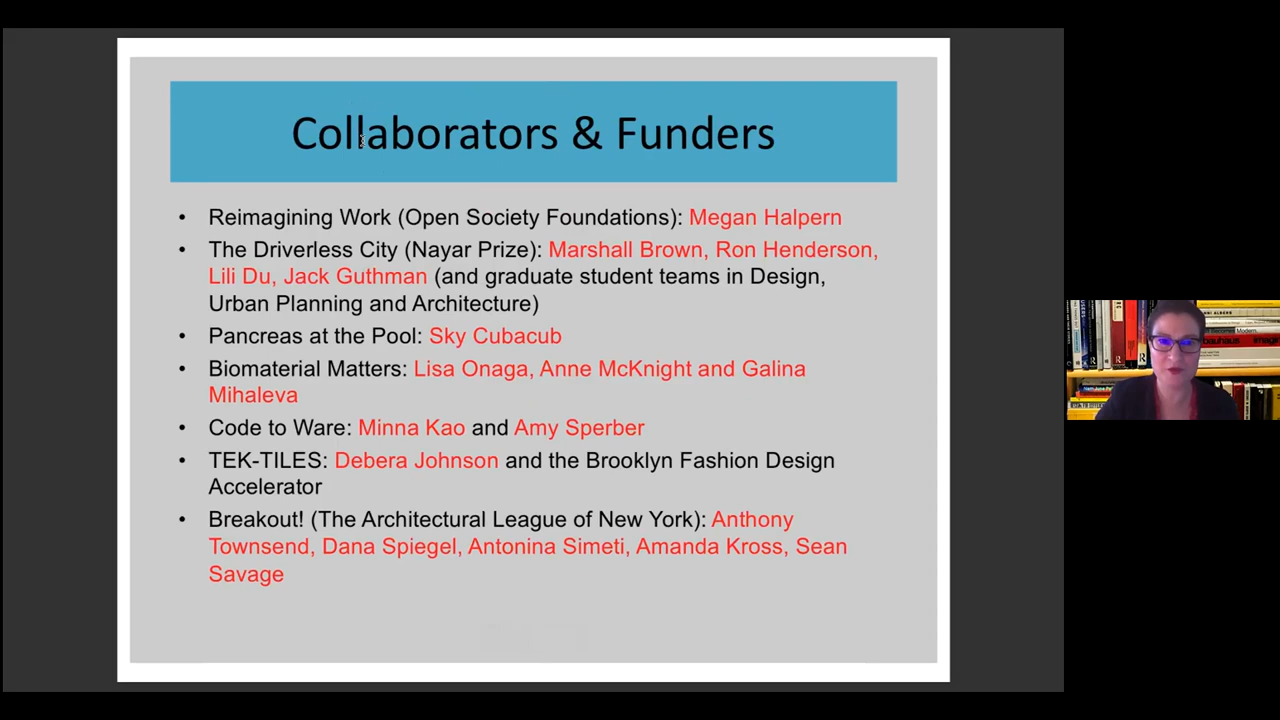 Collaborators & Funders
• Reimagining Work (Open Society Foundations): Megan Halpern
• The Driverless City (Nayar Prize): Marshall Brown, Ron Henderson,
Lili Du, Jack Guthman (and graduate student teams in Design,
Urban Planning and Architecture)
• Pancreas at the Pool: Sky Cubacub
• Biomaterial Matters: Lisa Onaga, Anne McKnight and Galina
Mihaleva
• Code to Ware: Minna Kao and Amy Sperber
• TEK-TILES: Debera Johnson and the Brooklyn Fashion Design
Accelerator
• Breakout! (The Architectural League of New York): Anthony
Townsend, Dana Spiegel, Antonina Simeti, Amanda Kross, Sean
Savage
bauhaus